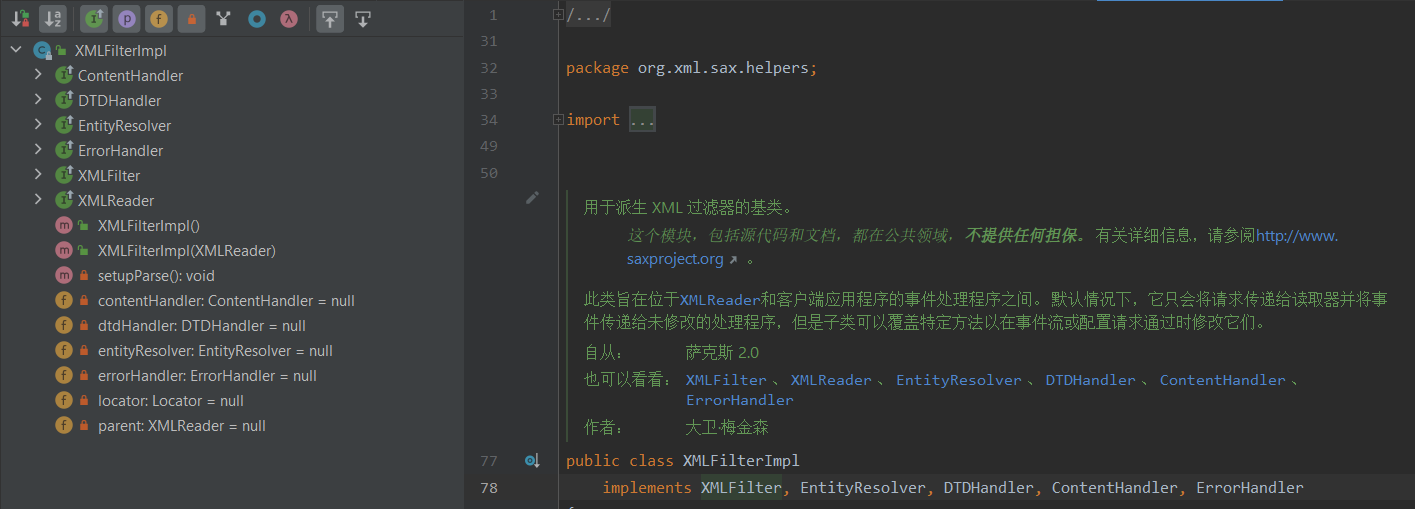 XMLFilterImpl
ContentHandler
DTDHandler
EntityResolver
ErrorHandler
XMLFilter
XMLReader
XMLFilterImpl()
XMLFilterImpl(XMLReader)
setupParse(): void
contentHandler: ContentHandler = null
dtdHandler: DTDHandler = null
entityResolver: EntityResolver = null
errorHandler: ErrorHandler = null
locator: Locator = null
parent: XMLReader = null
1 /.../
31
32 package org.xml.sax.helpers;
33
34 import ...
49
50
用于派生 XML 过滤器的基类。
这个模块，包括源代码和文档，都在公共领域，不提供任何担保。有关详细信息，请参阅http://www.
saxproject.org 。
此类旨在位于XMLReader和客户端应用程序的事件处理程序之间。默认情况下，它只会将请求传递给读取器并将事
件传递给未修改的处理程序，但是子类可以覆盖特定方法以在事件流或配置请求通过时修改它们。
自从： 萨克斯 2.0
也可以看看： XMLFilter 、 XMLReader 、 EntityResolver 、 DTDHandler 、 ContentHandler 、
ErrorHandler
作者： 大卫·梅金森
77 public class XMLFilterImpl
78 implements XMLFilter, EntityResolver, DTDHandler, ContentHandler, ErrorHandler